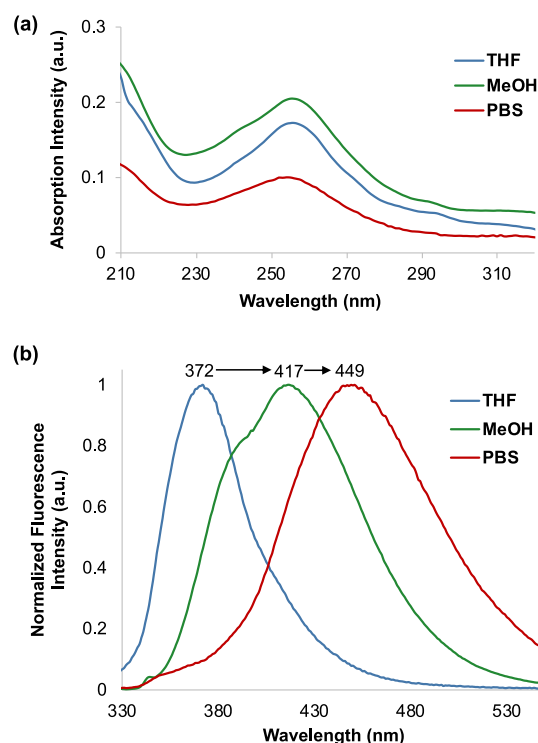 (a)
0.3
0.2
0.1
0
Absorption Intensity (a.u.)
THF
MeOH
PBS
210
230
250
270
290
310
Wavelength (nm)
(b)
372
417
449
1
0.8
0.6
0.4
0.2
0
Normalized Fluorescence
Intensity (a.u.)
THF
MeOH
PBS
330
380
430
480
530
Wavelength (nm)